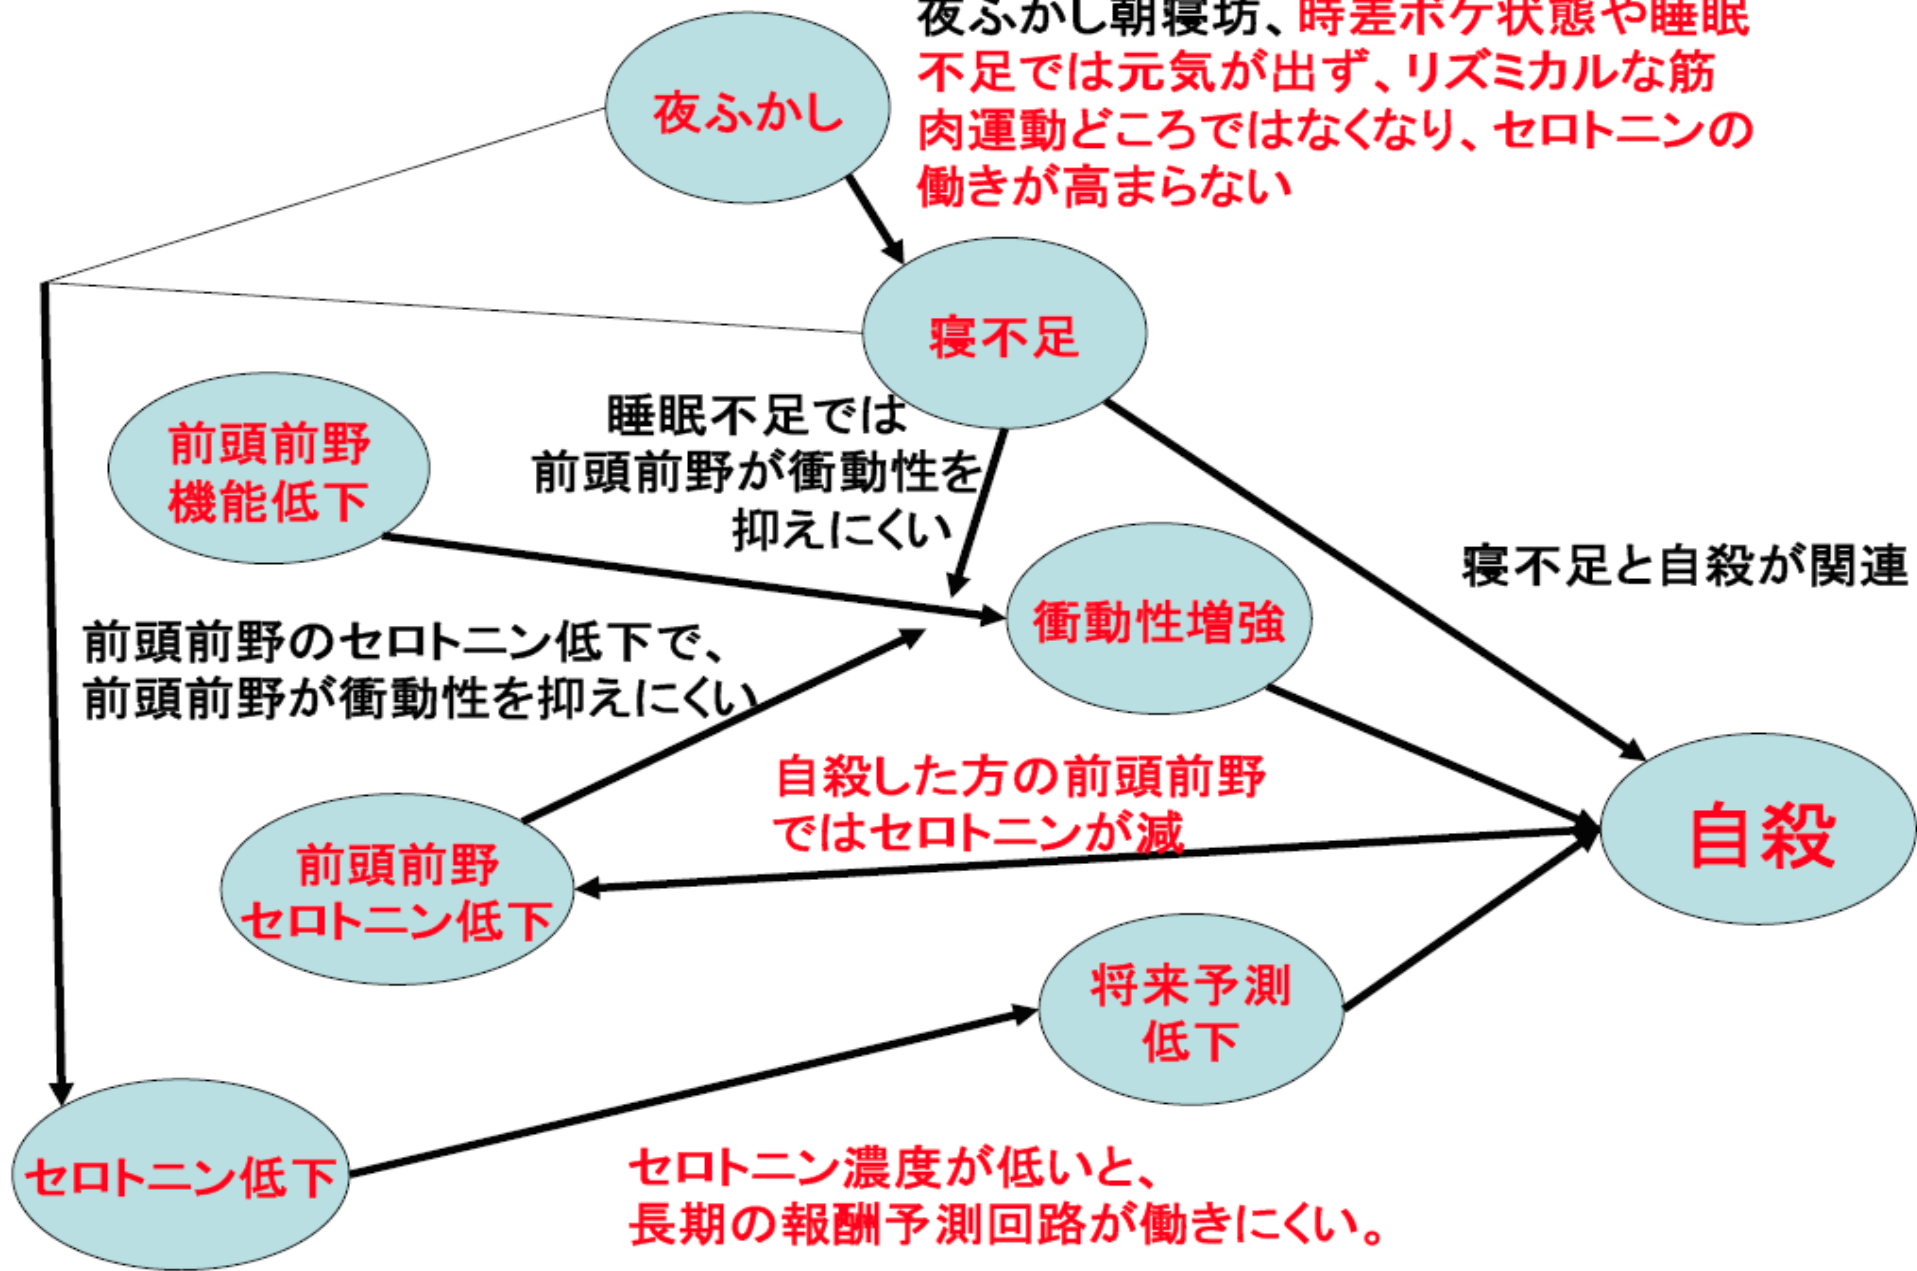 夜ふかし朝寝坊、時差ボケ状態や睡眠
不足では元気が出ず、リズミカルな筋
肉運動どころではなくなり、セロトニンの
働きが高まらない
夜ふかし
寝不足
睡眠不足では
前頭前野が衝動性を
抑えにくい
前頭前野
機能低下
寝不足と自殺が関連
衝動性増強
前頭前野のセロトニン低下で、
前頭前野が衝動性を抑えにくい
自殺した方の前頭前野
ではセロトニンが減
自殺
前頭前野
セロトニン低下
将来予測
低下
セロトニン低下
セロトニン濃度が低いと、
長期の報酬予測回路が働きにくい。